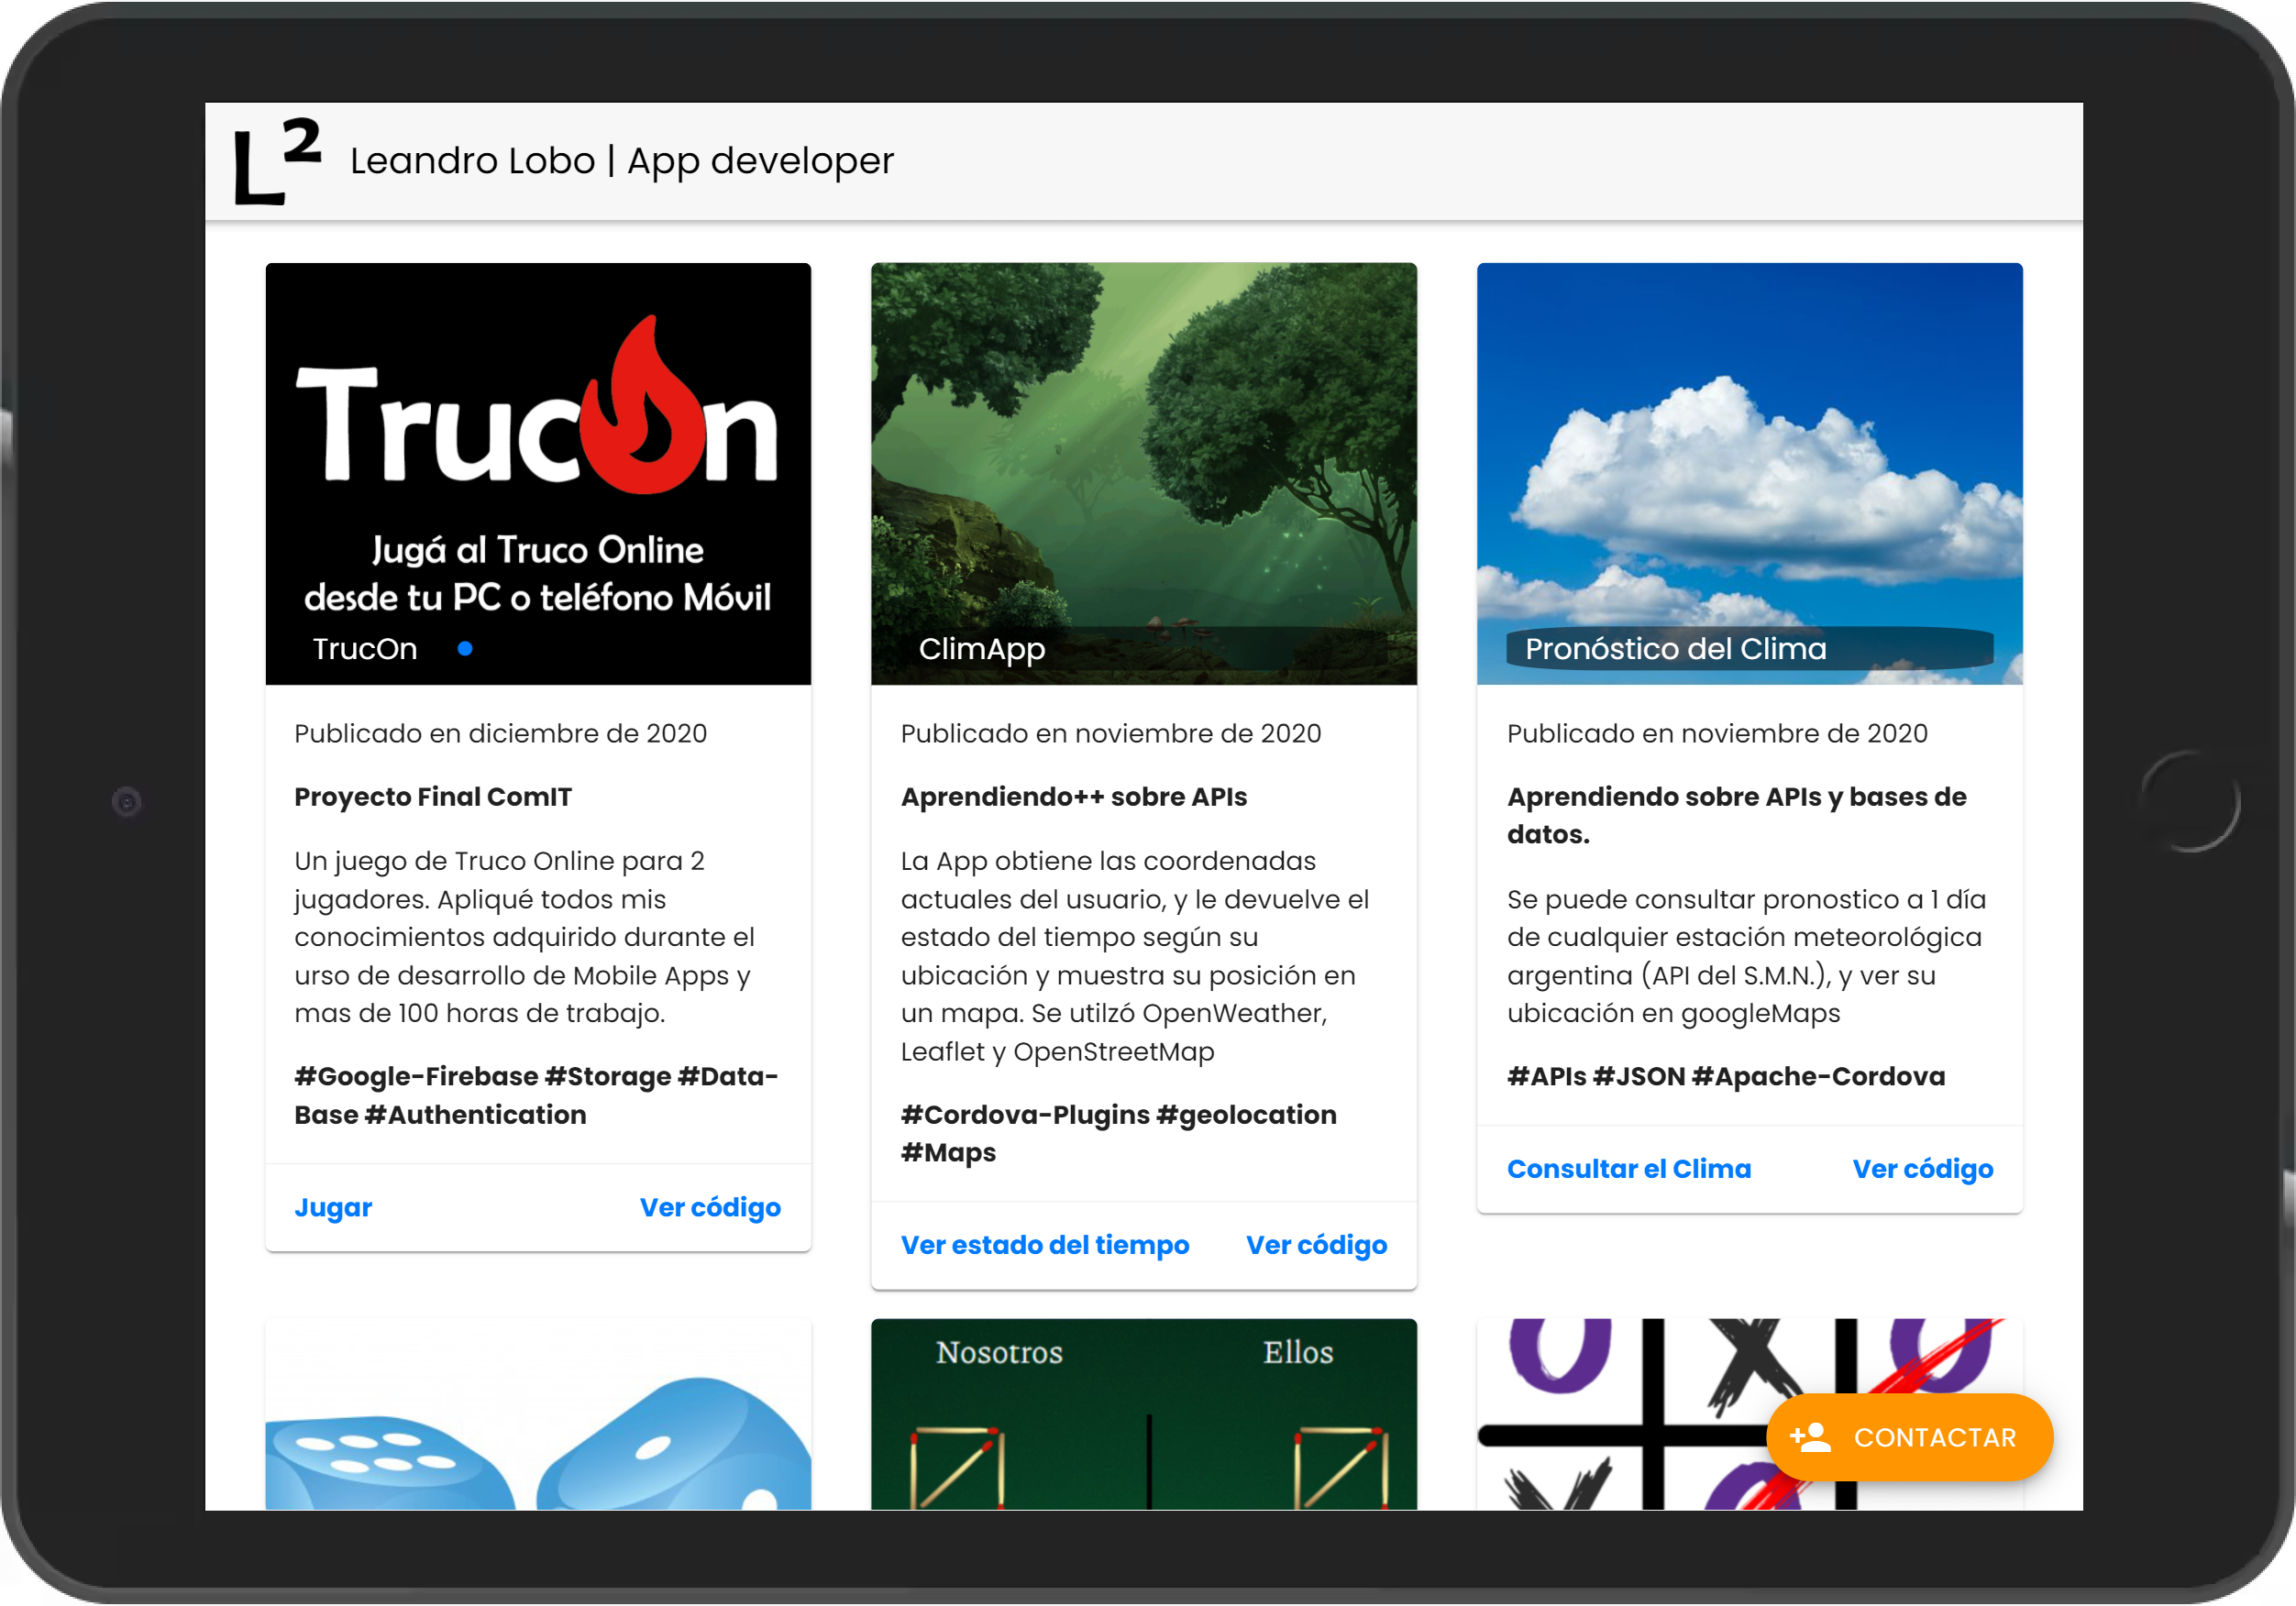 L²
Leandro Lobo | App developer
TrucOn
Jugá al Truco Online
desde tu PC o teléfono Móvil
TrucOn
Publicado en diciembre de 2020
Proyecto Final ComIT
Un juego de Truco Online para 2
jugadores. Apliqué todos mis
conocimientos adquirido durante el
urso de desarrollo de Mobile Apps y
mas de 100 horas de trabajo.
#Google-Firebase #Storage #Data-
Base #Authentication
Jugar
Ver código
ClimApp
Publicado en noviembre de 2020
Aprendiendo++ sobre APIs
La App obtiene las coordenadas
actuales del usuario, y le devuelve el
estado del tiempo según su
ubicación y muestra su posición en
un mapa. Se utilzó OpenWeather,
Leaflet y OpenStreetMap
#Cordova-Plugins #geolocation
#Maps
Ver estado del tiempo
Ver código
Pronóstico del Clima
Publicado en noviembre de 2020
Aprendiendo sobre APIs y bases de
datos.
Se puede consultar pronostico a 1 día
de cualquier estación meteorológica
argentina (API del S.M.N.), y ver su
ubicación en googleMaps
#APIs #JSON #Apache-Cordova
Consultar el Clima
Ver código
Nosotros
Ellos
O X O
X O
CONTACTAR